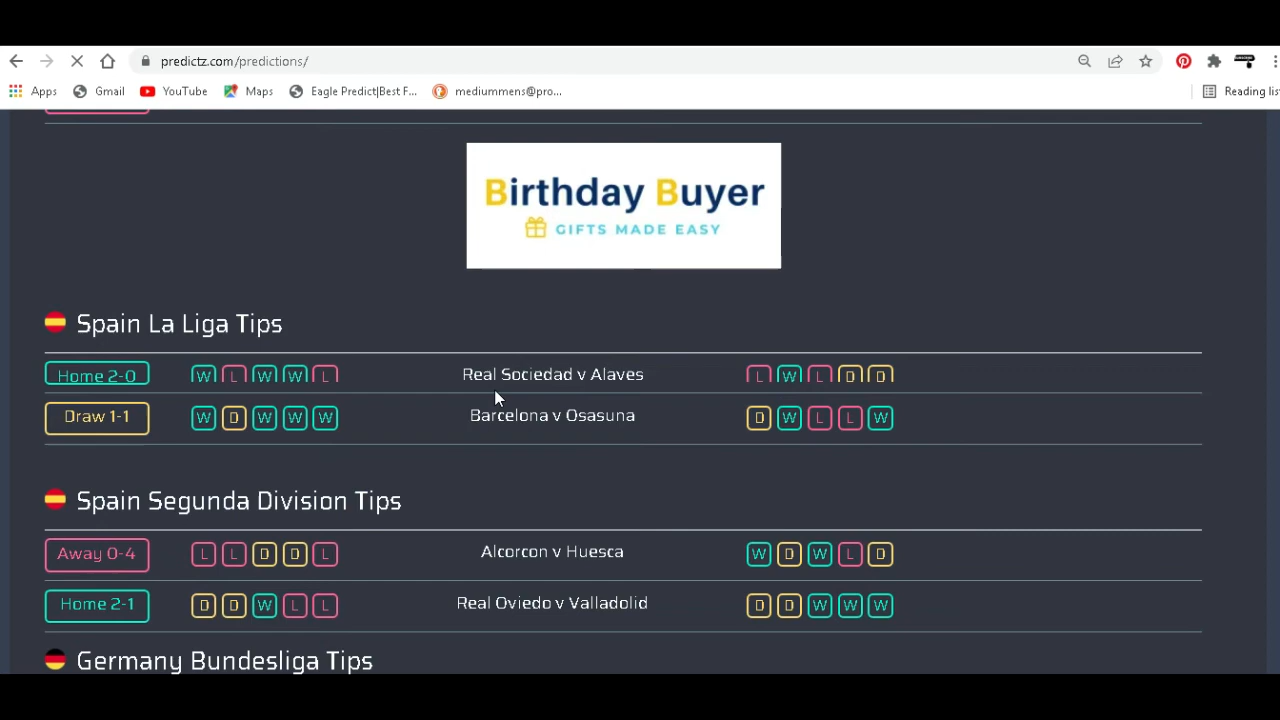 predictz.com/predictions/
Apps Gmail YouTube Maps Eagle Predict|Best F... mediummens@pro... Reading list
Birthday Buyer
GIFTS MADE EASY
Spain La Liga Tips
Home 2-0 W L W W L Real Sociedad v Alaves L W L D D
Draw 1-1 W D W W W Barcelona v Osasuna D W L L W
Spain Segunda Division Tips
Away 0-4 L L D D L Alcorcon v Huesca W D W L D
Home 2-1 D D W L L Real Oviedo v Valladolid D D W W W
Germany Bundesliga Tips